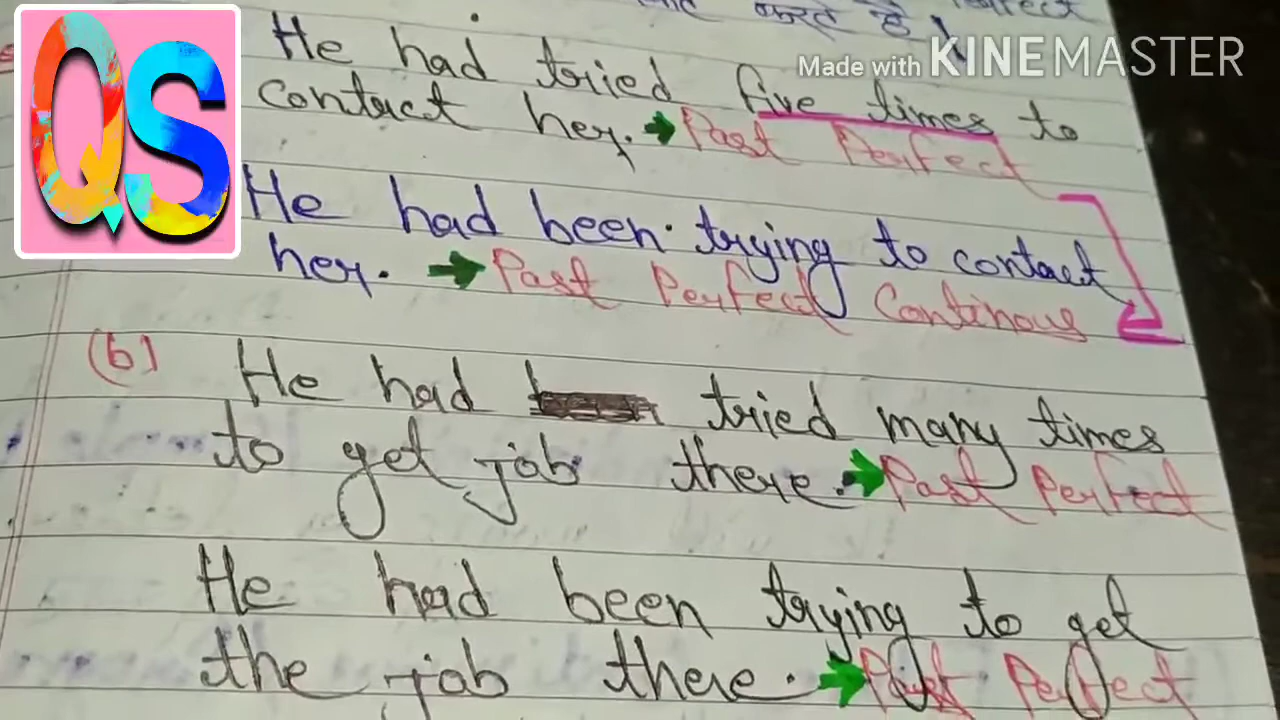 करते है।
Made with KINEMASTER
QS
He had tried five times to
contact her. → Past Perfect
He had been trying to contact
her. → Past Perfect Continous
(b) He had tried many times
to get job there. → Past Perfect
He had been trying to get
the job there. → Past Perfect